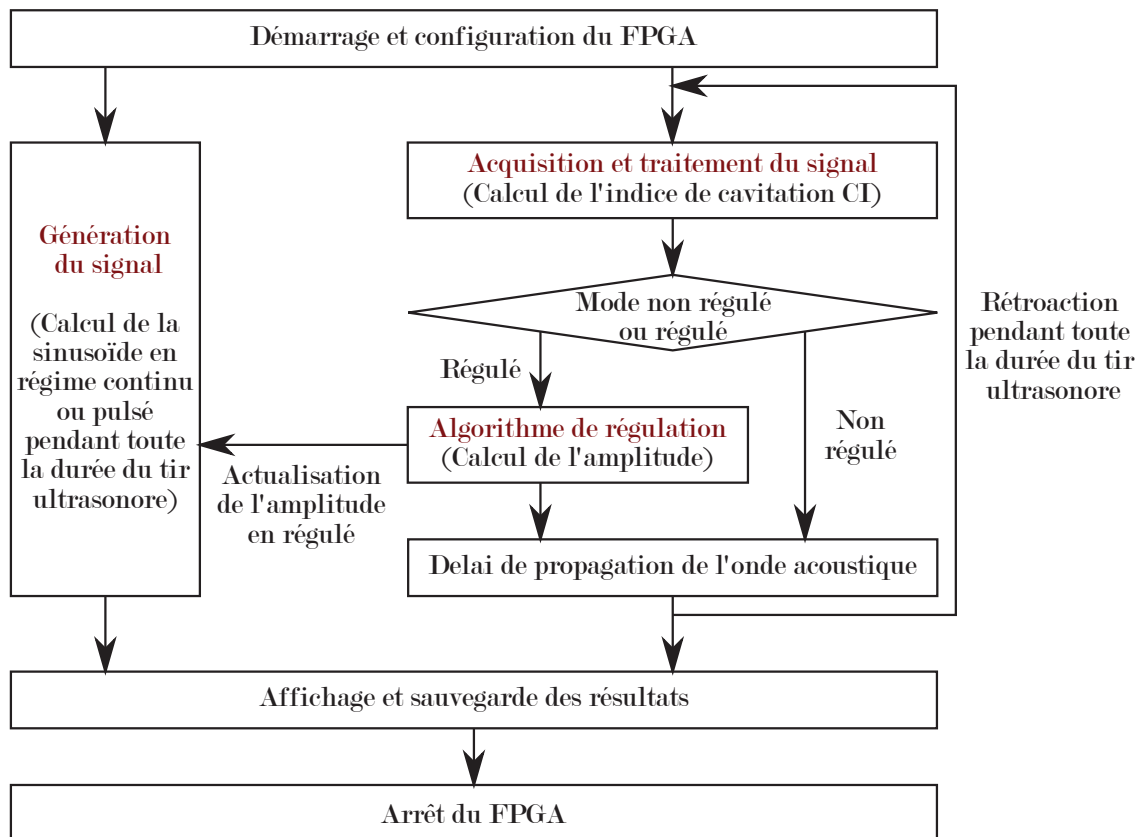 Démarrage et configuration du FPGA
Génération
du signal
(Calcul de la
sinusoïde en
régime continu
ou pulsé
pendant toute
la durée du tir
ultrasonore)
Acquisition et traitement du signal
(Calcul de l'indice de cavitation CI)
Mode non régulé
ou régulé
Régulé
Non
régulé
Algorithme de régulation
(Calcul de l'amplitude)
Actualisation
de l'amplitude
en régulé
Delai de propagation de l'onde acoustique
Rétroaction
pendant toute
la durée du tir
ultrasonore
Affichage et sauvegarde des résultats
Arrêt du FPGA